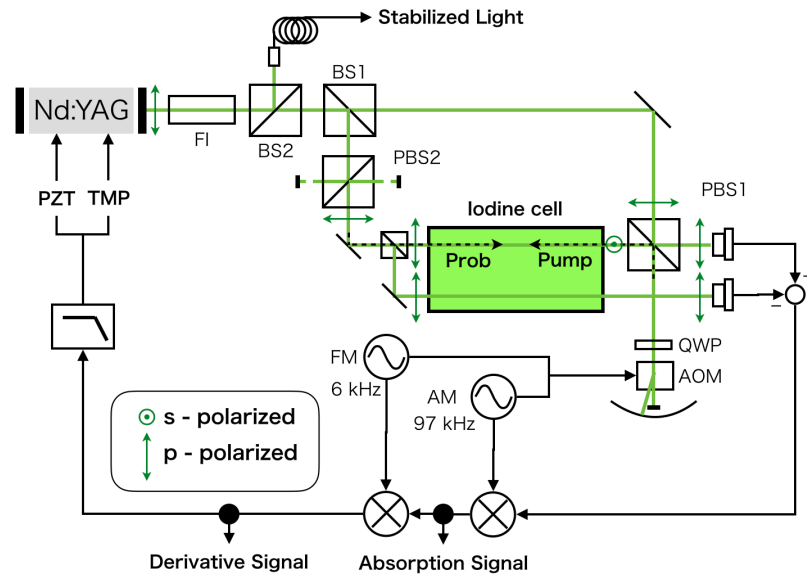 Stabilized Light
BS1
Nd:YAG
FI
BS2
PBS2
PBS1
PZT TMP
Iodine cell
Prob
Pump
−
−
QWP
FM
6 kHz
AOM
AM
97 kHz
s - polarized
p - polarized
Derivative Signal
Absorption Signal